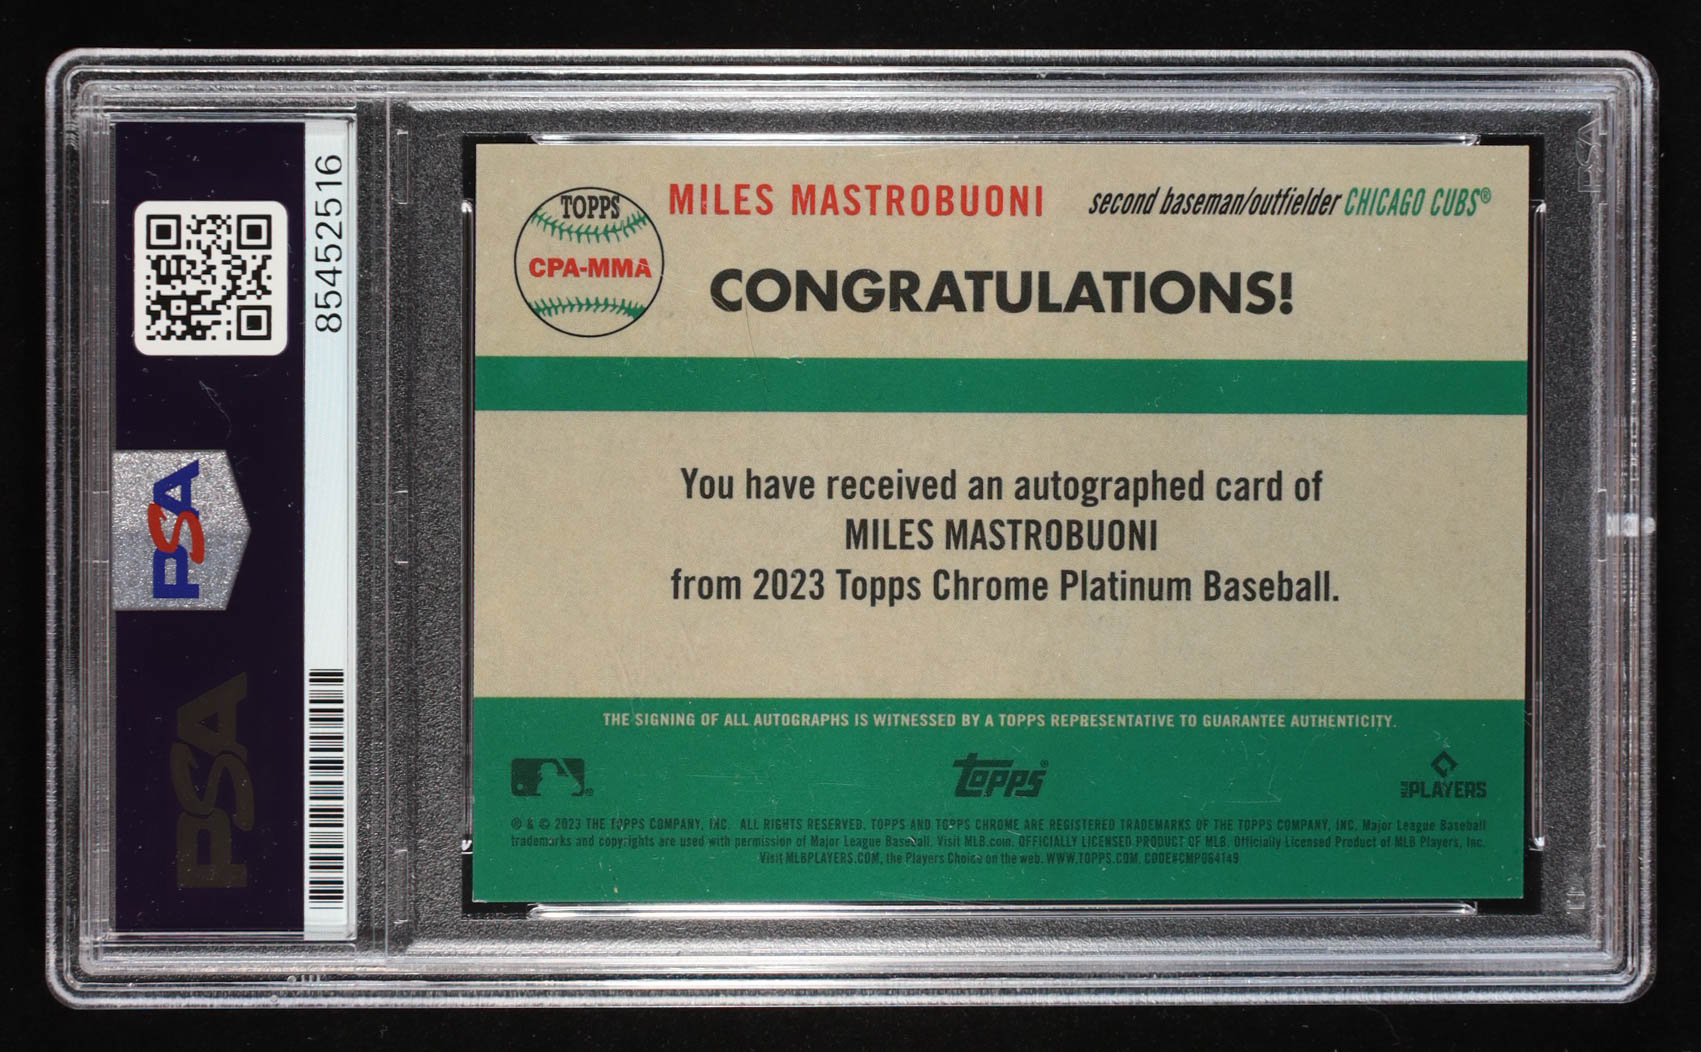 85452516
PSA
PSA
TOPPS
CPA-MMA
MILES MASTROBUONI
second baseman/outfielder CHICAGO CUBS®
CONGRATULATIONS!
You have received an autographed card of
MILES MASTROBUONI
from 2023 Topps Chrome Platinum Baseball.
THE SIGNING OF ALL AUTOGRAPHS IS WITNESSED BY A TOPPS REPRESENTATIVE TO GUARANTEE AUTHENTICITY.
Topps®
MLB PLAYERS
® & © 2023 THE TOPPS COMPANY, INC. ALL RIGHTS RESERVED. TOPPS AND TOPPS CHROME ARE REGISTERED TRADEMARKS OF THE TOPPS COMPANY, INC. Major League Baseball
trademarks and copyrights are used with permission of Major League Baseball. Visit MLB.com. OFFICIALLY LICENSED PRODUCT OF MLB. Officially Licensed Product of MLB Players, Inc.
Visit MLBPLAYERS.COM, the Players Choice on the web. WWW.TOPPS.COM. CODE#CMP064149
PSA